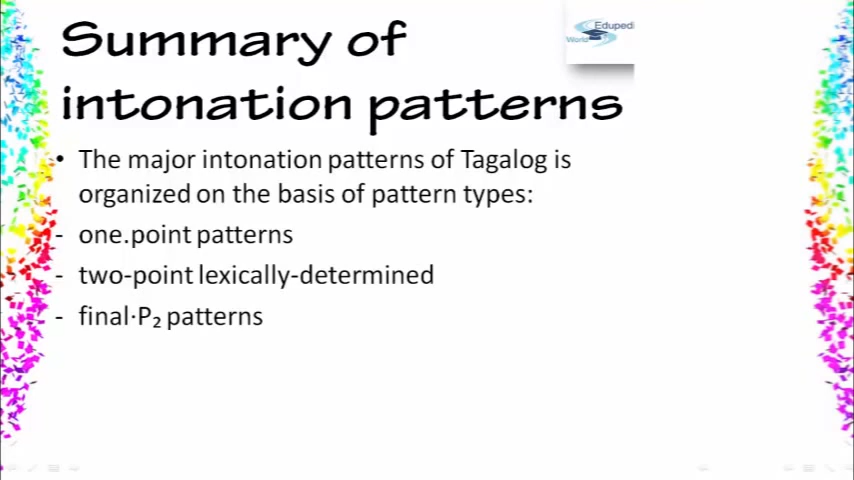 Summary of
intonation patterns
Edupedi
World
• The major intonation patterns of Tagalog is
organized on the basis of pattern types:
- one.point patterns
- two-point lexically-determined
- final·P₂ patterns